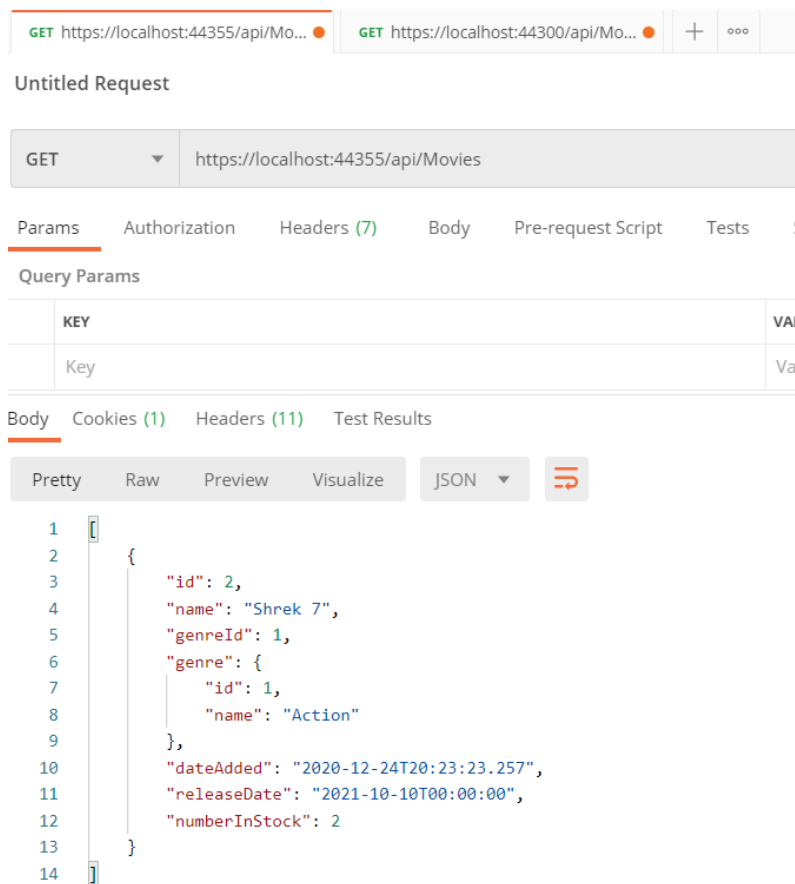 GET https://localhost:44355/api/Mo... GET https://localhost:44300/api/Mo...
Untitled Request
GET https://localhost:44355/api/Movies
Params Authorization Headers (7) Body Pre-request Script Tests
Query Params
KEY
Key
Body Cookies (1) Headers (11) Test Results
Pretty Raw Preview Visualize JSON
1 [
2 {
3 "id": 2,
4 "name": "Shrek 7",
5 "genreId": 1,
6 "genre": {
7 "id": 1,
8 "name": "Action"
9 },
10 "dateAdded": "2020-12-24T20:23:23.257",
11 "releaseDate": "2021-10-10T00:00:00",
12 "numberInStock": 2
13 }
14 ]